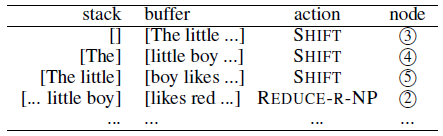 stack buffer action node
[] [The little ...] SHIFT ③
[The] [little boy ...] SHIFT ④
[The little] [boy likes ...] SHIFT ⑤
[... little boy] [likes red ...] REDUCE-R-NP ②
... ... ... ...